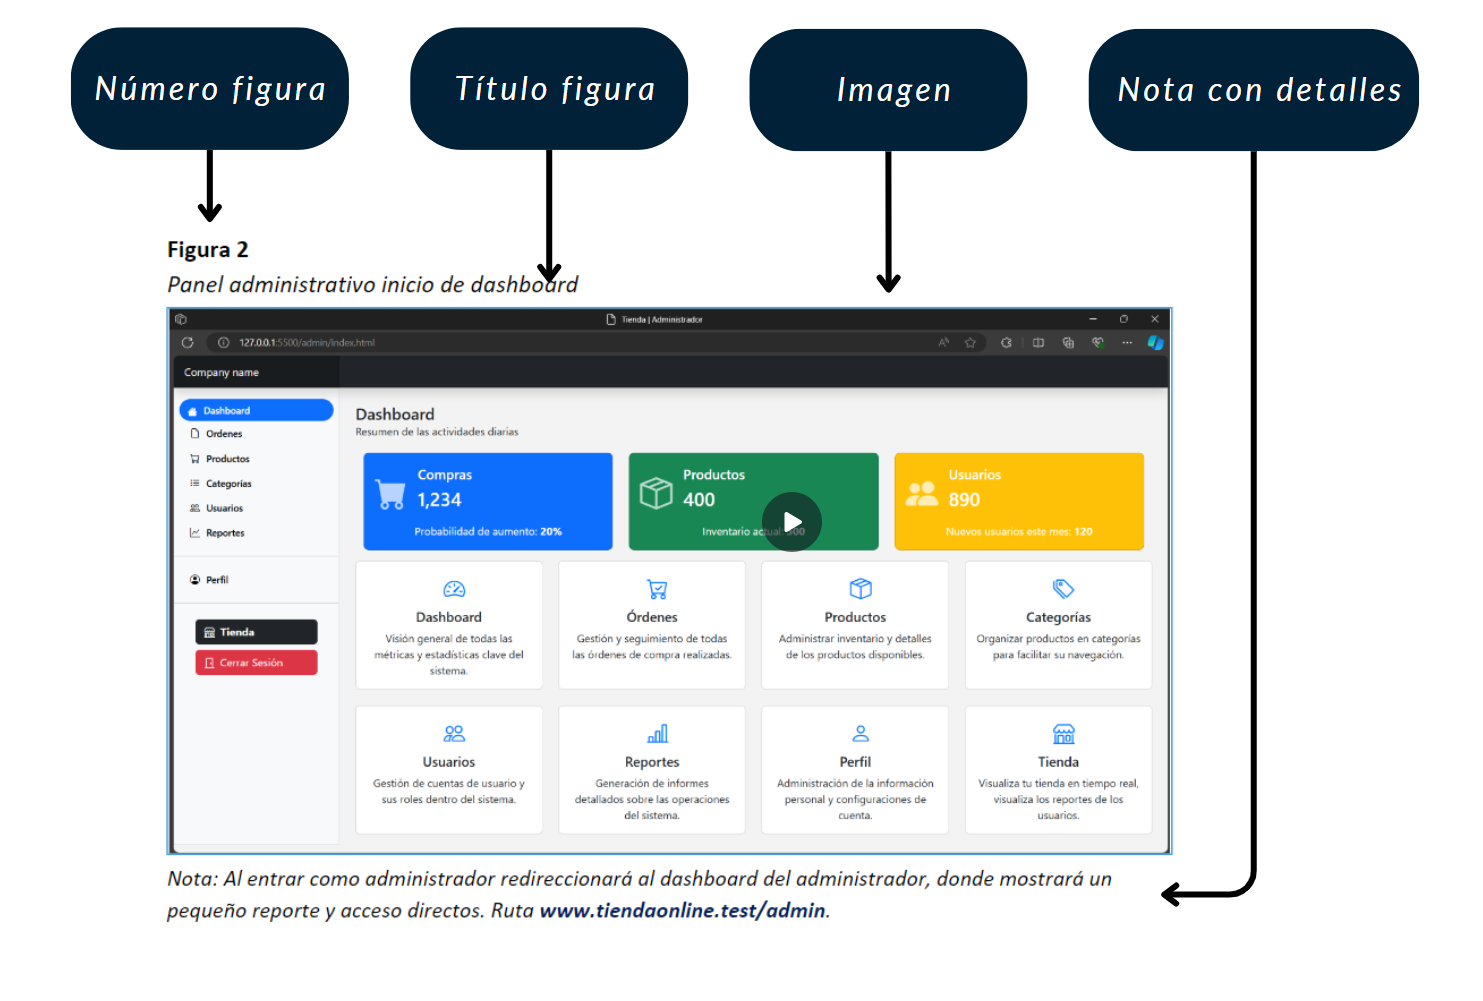 Número figura
Título figura
Imagen
Nota con detalles
Figura 2
Panel administrativo inicio de dashboard
Tienda | Administrador
127.0.0.1:5500/admin/index.html
Company name
Dashboard
Ordenes
Productos
Categorias
Usuarios
Reportes
Perfil
Tienda
Cerrar Sesión
Dashboard
Resumen de las actividades diarias
Compras
1,234
Probabilidad de aumento: 20%
Productos
400
Inventario actual: 300
Usuarios
890
Nuevos usuarios este mes: 120
Dashboard
Visión general de todas las
métricas y estadísticas clave del
sistema.
Órdenes
Gestión y seguimiento de todas
las órdenes de compra realizadas.
Productos
Administrar inventario y detalles
de los productos disponibles.
Categorías
Organizar productos en categorías
para facilitar su navegación.
Usuarios
Gestión de cuentas de usuario y
sus roles dentro del sistema.
Reportes
Generación de informes
detallados sobre las operaciones
del sistema.
Perfil
Administración de la información
personal y configuraciones de
cuenta.
Tienda
Visualiza tu tienda en tiempo real,
visualiza los reportes de los
usuarios.
Nota: Al entrar como administrador redireccionará al dashboard del administrador, donde mostrará un
pequeño reporte y acceso directos. Ruta www.tiendaonline.test/admin.